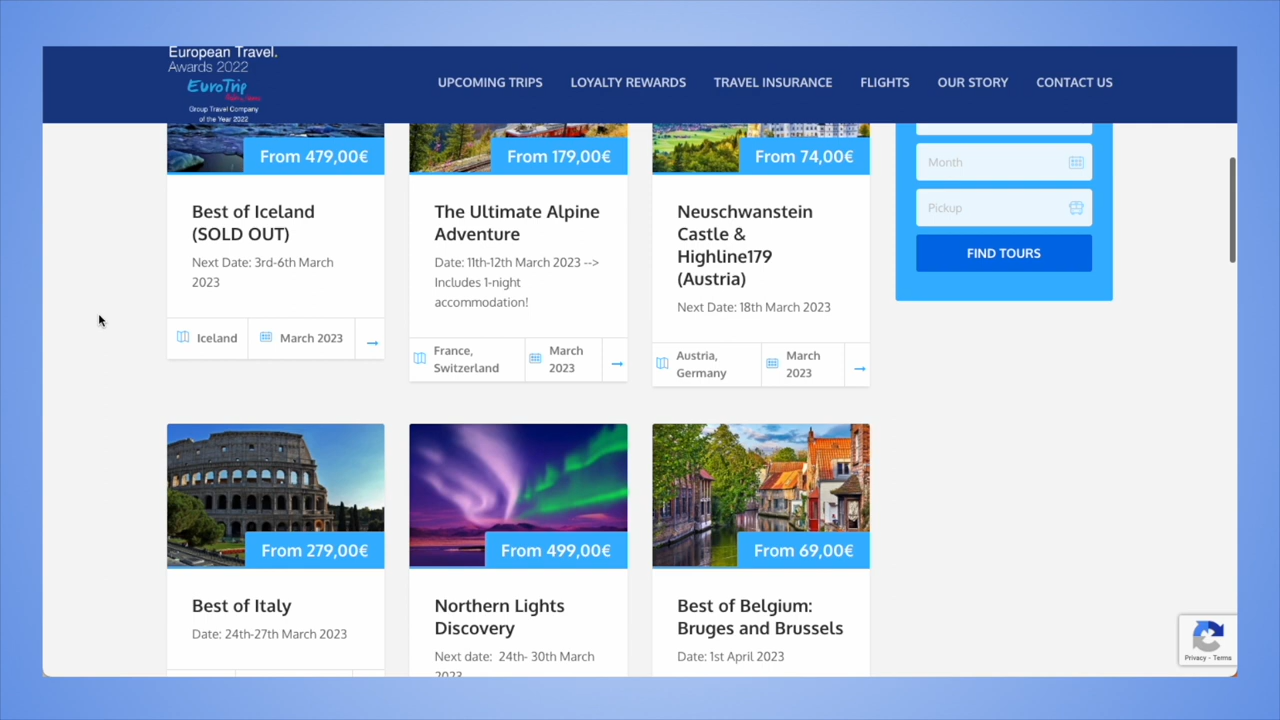 European Travel.
Awards 2022
EuroTrip
Group Travel Company
of the Year 2022
UPCOMING TRIPS
LOYALTY REWARDS
TRAVEL INSURANCE
FLIGHTS
OUR STORY
CONTACT US
From 479,00€
From 179,00€
From 74,00€
Month
Pickup
FIND TOURS
Best of Iceland
(SOLD OUT)
Next Date: 3rd-6th March
2023
Iceland
March 2023
The Ultimate Alpine
Adventure
Date: 11th-12th March 2023 -->
Includes 1-night
accommodation!
France,
Switzerland
March
2023
Neuschwanstein
Castle &
Highline179
(Austria)
Next Date: 18th March 2023
Austria,
Germany
March
2023
From 279,00€
From 499,00€
From 69,00€
Best of Italy
Date: 24th-27th March 2023
Northern Lights
Discovery
Next date: 24th- 30th March
2023
Best of Belgium:
Bruges and Brussels
Date: 1st April 2023
Privacy - Terms